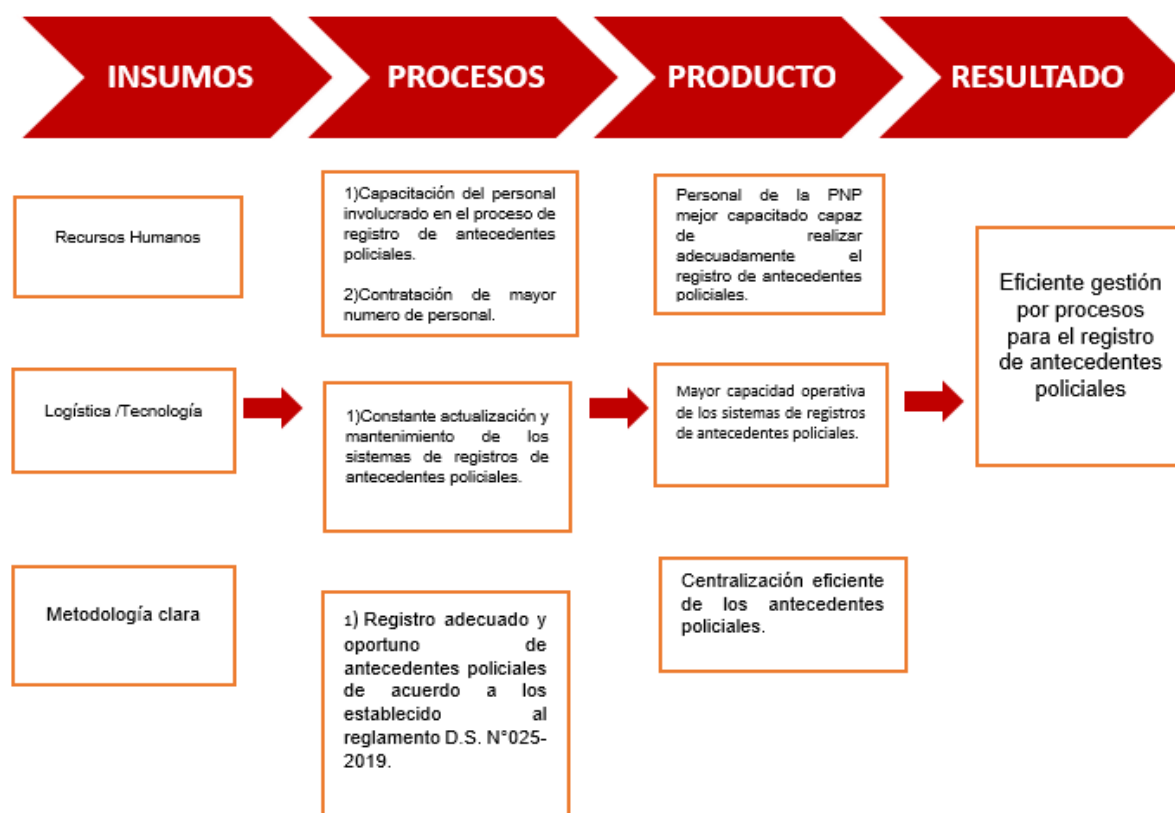 INSUMOS
PROCESOS
PRODUCTO
RESULTADO
Recursos Humanos
1)Capacitación del personal
involucrado en el proceso de
registro de antecedentes
policiales.
2)Contratación de mayor
numero de personal.
Personal de la PNP
mejor capacitado capaz
de realizar
adecuadamente el
registro de antecedentes
policiales.
Eficiente gestión
por procesos
para el registro
de antecedentes
policiales
Logística /Tecnología
1)Constante actualización y
mantenimiento de los
sistemas de registros de
antecedentes policiales.
Mayor capacidad operativa
de los sistemas de registros
de antecedentes policiales.
Metodología clara
1) Registro adecuado y
oportuno de
antecedentes policiales
de acuerdo a los
establecido al
reglamento D.S. N°025-
2019.
Centralización eficiente
de los antecedentes
policiales.